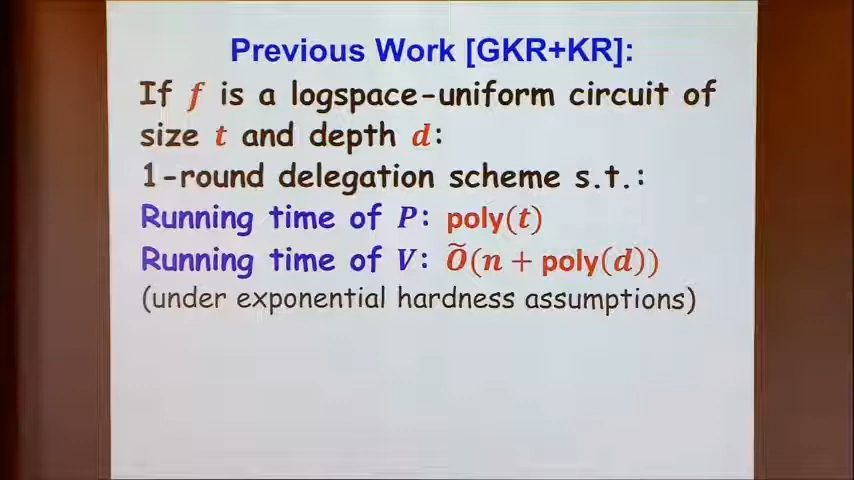 Previous Work [GKR+KR]:
If f is a logspace-uniform circuit of
size t and depth d:
1-round delegation scheme s.t.:
Running time of P: poly(t)
Running time of V: Õ(n + poly(d))
(under exponential hardness assumptions)